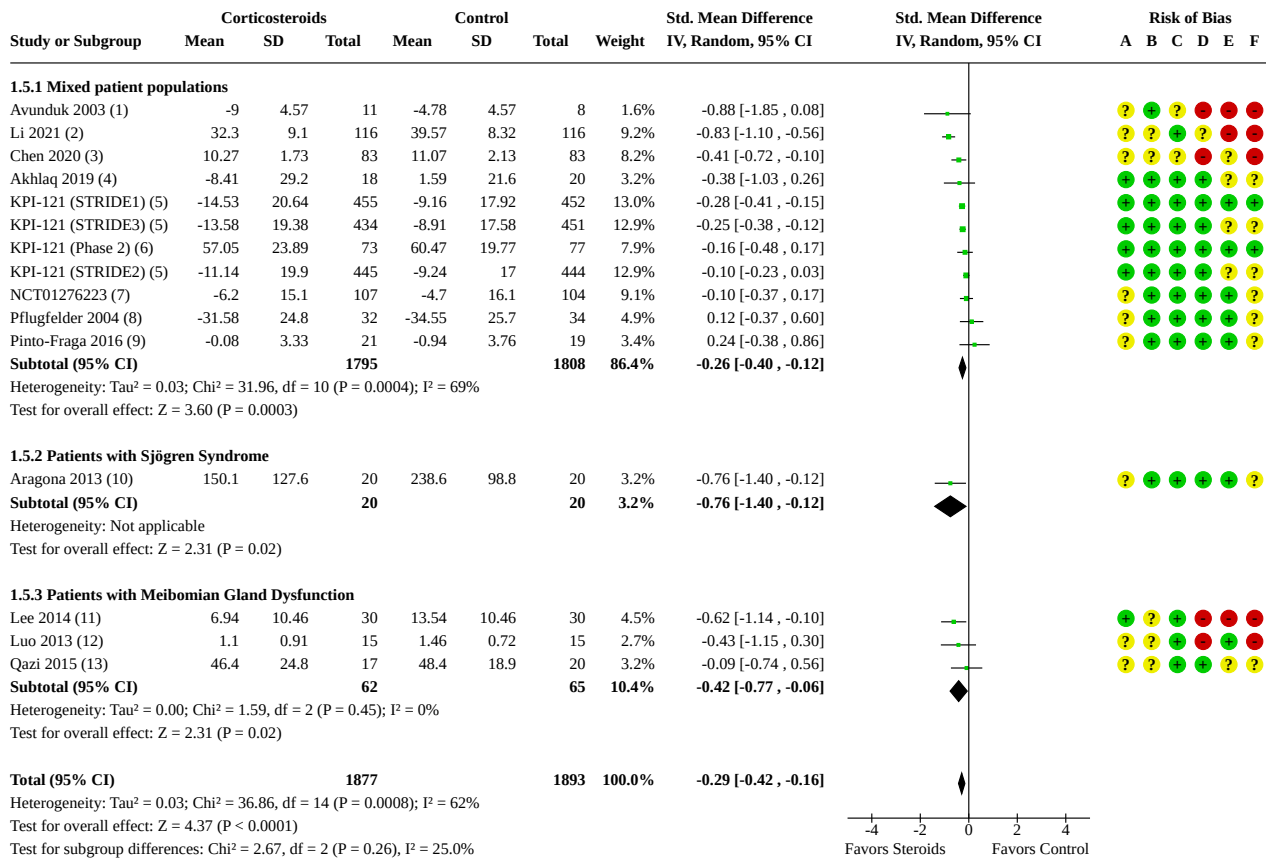 Corticosteroids Control Std. Mean Difference Std. Mean Difference Risk of Bias
Study or Subgroup Mean SD Total Mean SD Total Weight IV, Random, 95% CI IV, Random, 95% CI A B C D E F
1.5.1 Mixed patient populations
Avunduk 2003 (1) -9 4.57 11 -4.78 4.57 8 1.6% -0.88 [-1.85 , 0.08] ? + ? - - -
Li 2021 (2) 32.3 9.1 116 39.57 8.32 116 9.2% -0.83 [-1.10 , -0.56] ? ? + ? - -
Chen 2020 (3) 10.27 1.73 83 11.07 2.13 83 8.2% -0.41 [-0.72 , -0.10] ? ? ? - ? -
Akhlaq 2019 (4) -8.41 29.2 18 1.59 21.6 20 3.2% -0.38 [-1.03 , 0.26] + + + + ? ?
KPI-121 (STRIDE1) (5) -14.53 20.64 455 -9.16 17.92 452 13.0% -0.28 [-0.41 , -0.15] + + + + + +
KPI-121 (STRIDE3) (5) -13.58 19.38 434 -8.91 17.58 451 12.9% -0.25 [-0.38 , -0.12] + + + + ? ?
KPI-121 (Phase 2) (6) 57.05 23.89 73 60.47 19.77 77 7.9% -0.16 [-0.48 , 0.17] + + + + + +
KPI-121 (STRIDE2) (5) -11.14 19.9 445 -9.24 17 444 12.9% -0.10 [-0.23 , 0.03] + + + + ? ?
NCT01276223 (7) -6.2 15.1 107 -4.7 16.1 104 9.1% -0.10 [-0.37 , 0.17] ? + + + + ?
Pflugfelder 2004 (8) -31.58 24.8 32 -34.55 25.7 34 4.9% 0.12 [-0.37 , 0.60] ? + + + + ?
Pinto-Fraga 2016 (9) -0.08 3.33 21 -0.94 3.76 19 3.4% 0.24 [-0.38 , 0.86] ? + + + + ?
Subtotal (95% CI) 1795 1808 86.4% -0.26 [-0.40 , -0.12]
Heterogeneity: Tau² = 0.03; Chi² = 31.96, df = 10 (P = 0.0004); I² = 69%
Test for overall effect: Z = 3.60 (P = 0.0003)
1.5.2 Patients with Sjögren Syndrome
Aragona 2013 (10) 150.1 127.6 20 238.6 98.8 20 3.2% -0.76 [-1.40 , -0.12] ? + + + + ?
Subtotal (95% CI) 20 20 3.2% -0.76 [-1.40 , -0.12]
Heterogeneity: Not applicable
Test for overall effect: Z = 2.31 (P = 0.02)
1.5.3 Patients with Meibomian Gland Dysfunction
Lee 2014 (11) 6.94 10.46 30 13.54 10.46 30 4.5% -0.62 [-1.14 , -0.10] + ? + - - -
Luo 2013 (12) 1.1 0.91 15 1.46 0.72 15 2.7% -0.43 [-1.15 , 0.30] ? ? + - + -
Qazi 2015 (13) 46.4 24.8 17 48.4 18.9 20 3.2% -0.09 [-0.74 , 0.56] ? ? + + ? ?
Subtotal (95% CI) 62 65 10.4% -0.42 [-0.77 , -0.06]
Heterogeneity: Tau² = 0.00; Chi² = 1.59, df = 2 (P = 0.45); I² = 0%
Test for overall effect: Z = 2.31 (P = 0.02)
Total (95% CI) 1877 1893 100.0% -0.29 [-0.42 , -0.16]
Heterogeneity: Tau² = 0.03; Chi² = 36.86, df = 14 (P = 0.0008); I² = 62%
Test for overall effect: Z = 4.37 (P < 0.0001)
-4 -2 0 2 4
Test for subgroup differences: Chi² = 2.67, df = 2 (P = 0.26), I² = 25.0% Favors Steroids Favors Control